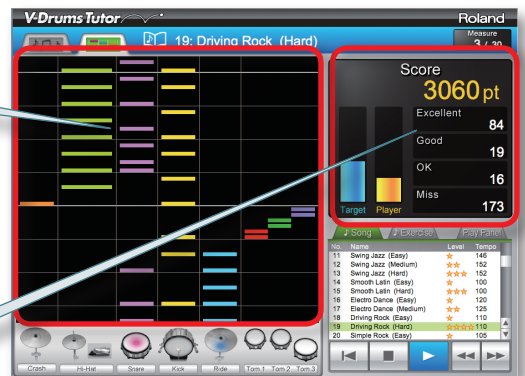 V-Drums Tutor
Roland
19: Driving Rock (Hard)
Measure
3 / 30
Score
3060 pt
Excellent
84
Good
19
OK
16
Miss
173
Target
Player
Song
Exercise
Play Panel
No. Name Level Tempo
11 Swing Jazz (Easy) 146
12 Swing Jazz (Medium) 152
13 Swing Jazz (Hard) 152
14 Smooth Latin (Easy) 100
15 Smooth Latin (Hard) 100
16 Electro Dance (Easy) 120
17 Electro Dance (Medium) 125
18 Driving Rock (Easy) 110
19 Driving Rock (Hard) 110
20 Simple Rock (Easy) 105
Crash
Hi-Hat
Snare
Kick
Ride
Tom 1
Tom 2
Tom 3